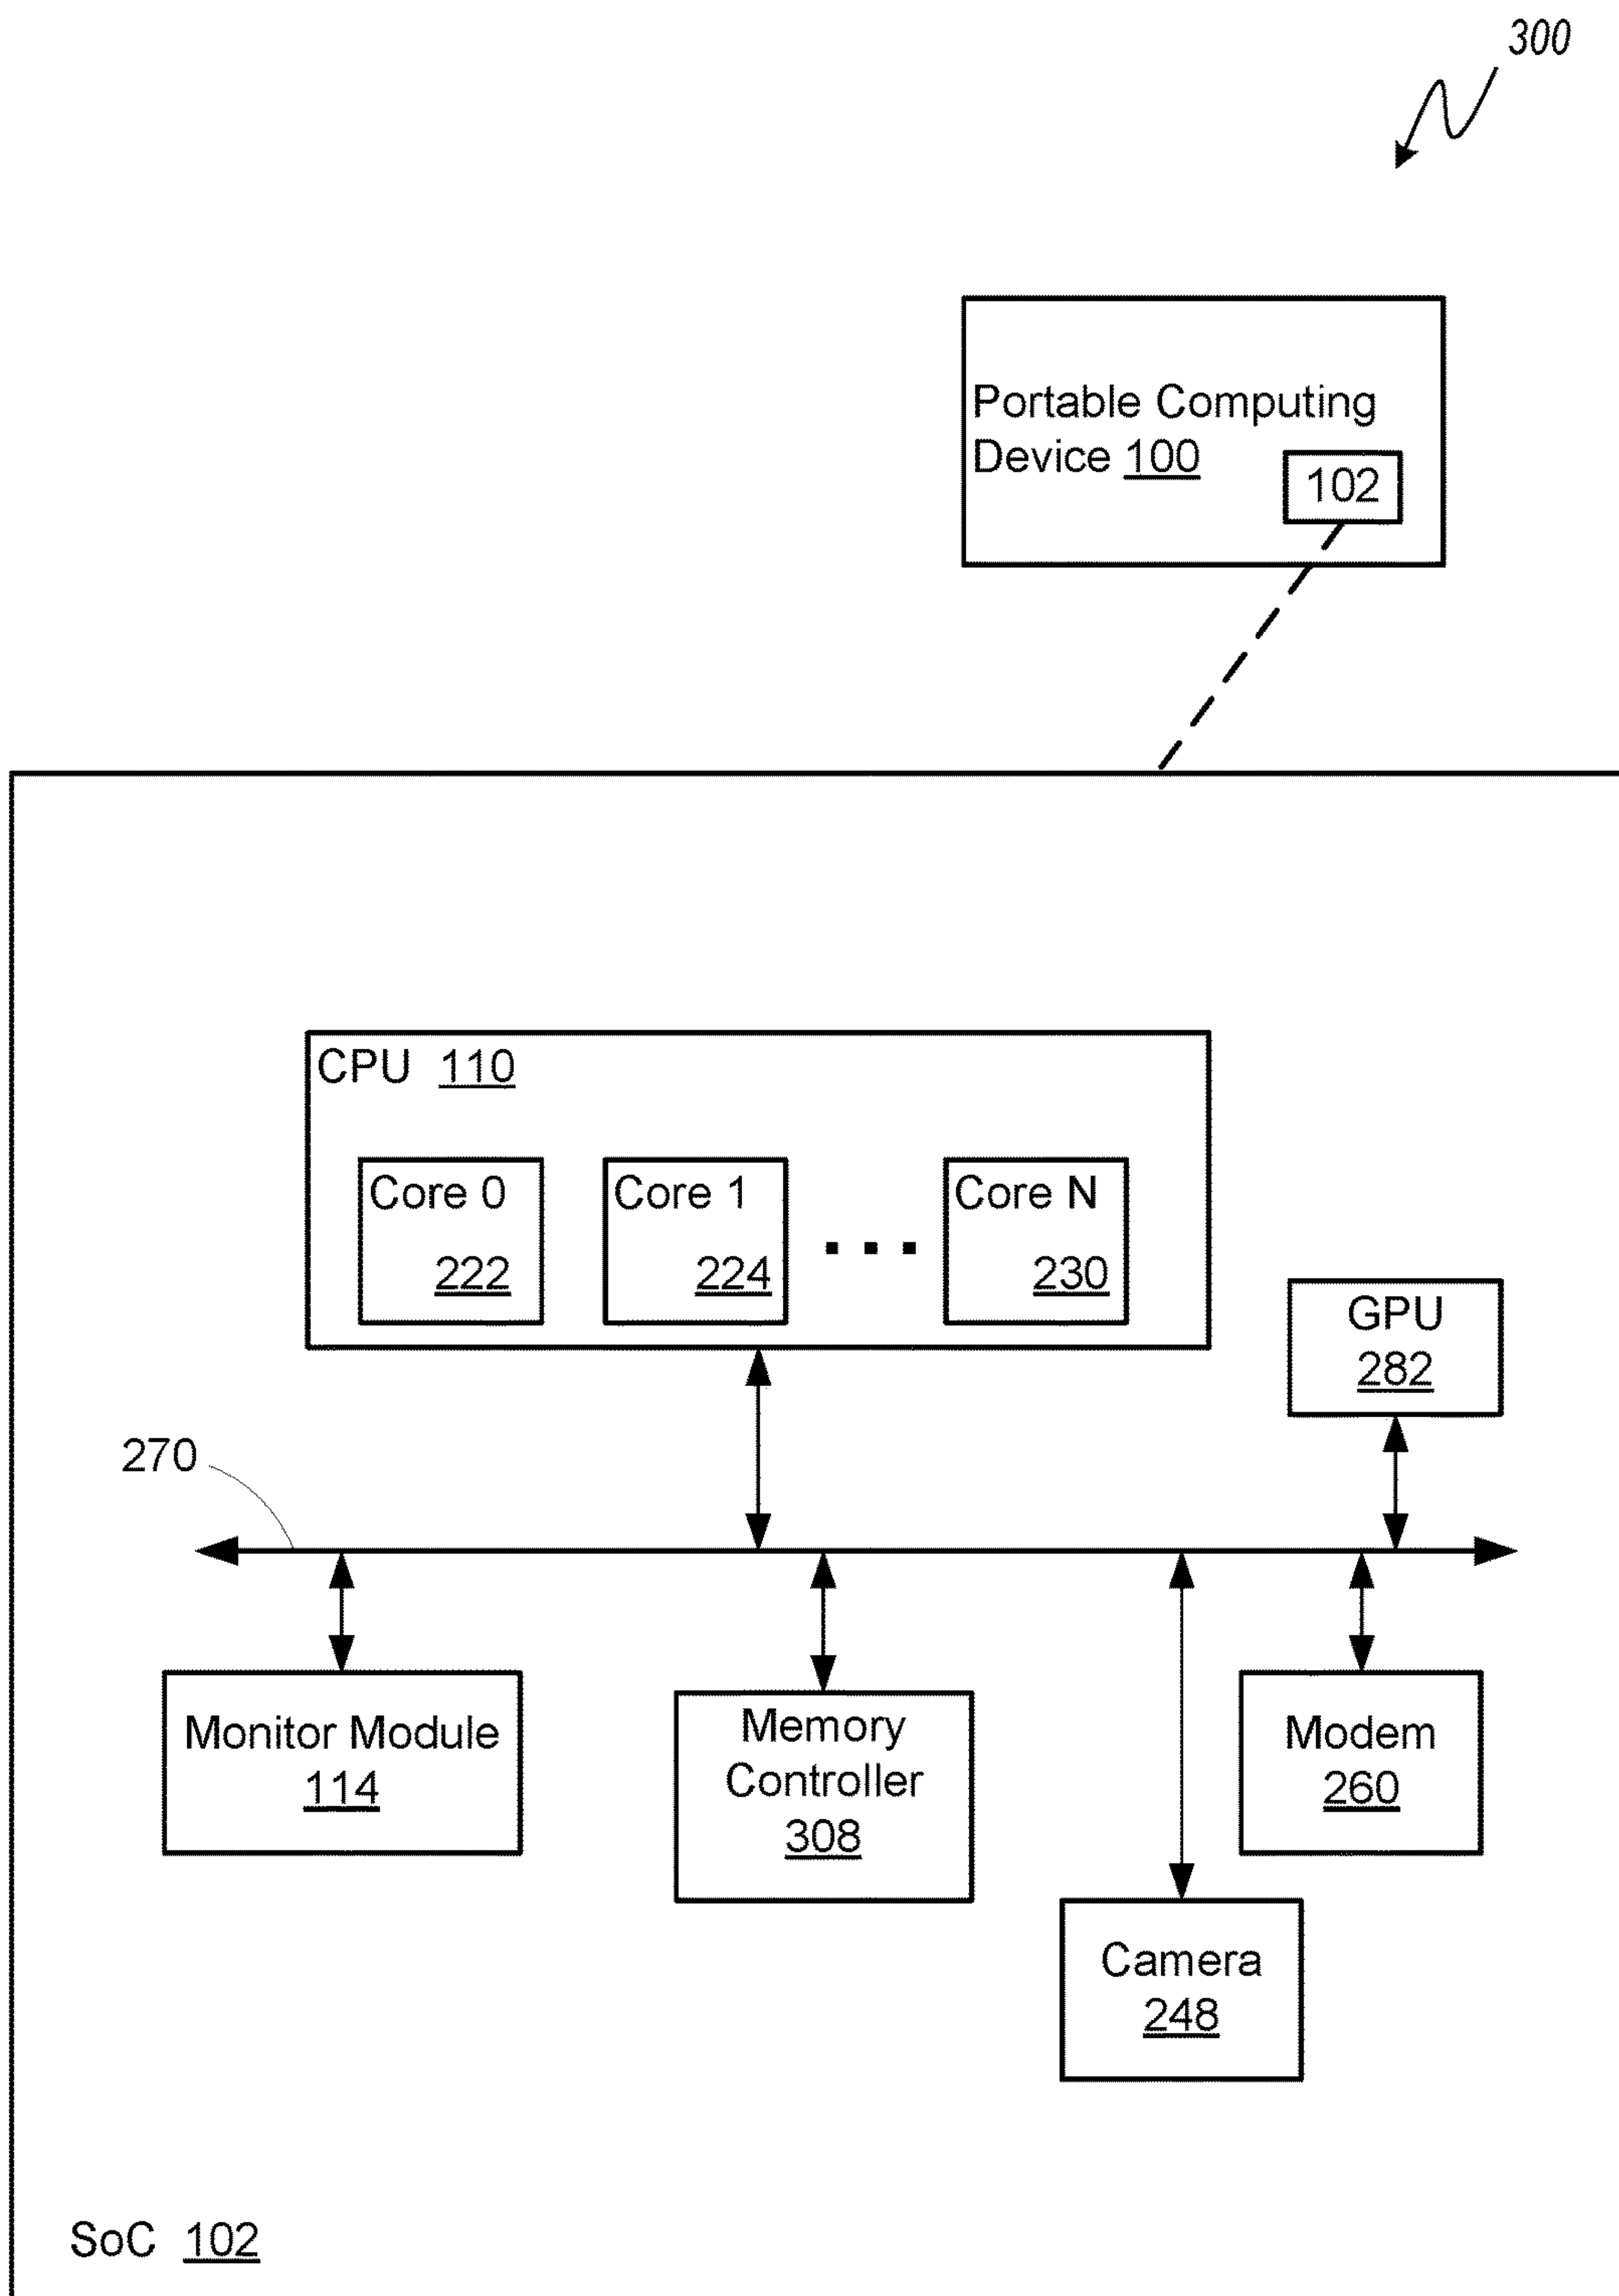 300
Portable Computing
Device 100
102
CPU 110
Core 0
222
Core 1
224
Core N
230
GPU
282
270
Monitor Module
114
Memory
Controller
308
Modem
260
Camera
248
SoC 102